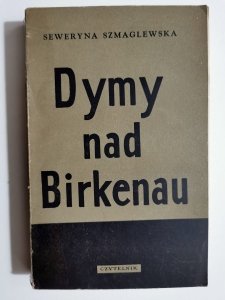 SEWERYNA SZMAGLEWSKA
Dymy
nad
Birkenau
CZYTELNIK